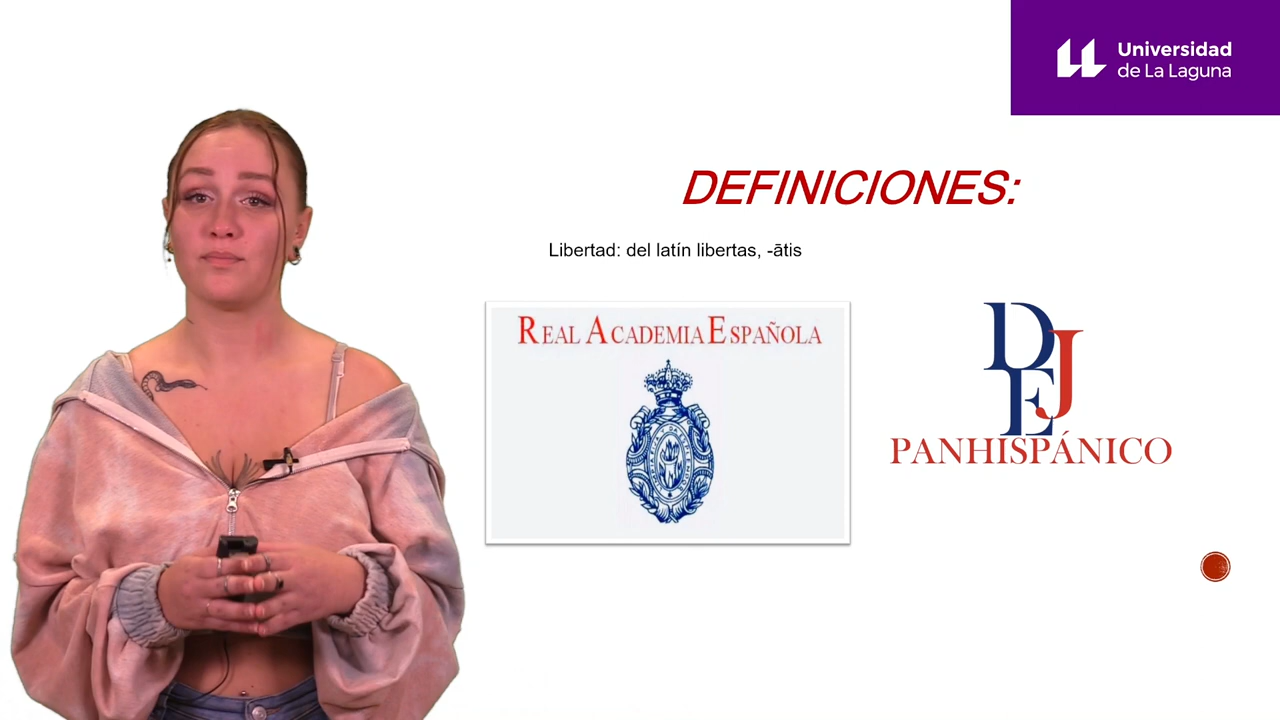 Universidad
de La Laguna
DEFINICIONES:
Libertad: del latín libertas, -ātis
REAL ACADEMIA ESPAÑOLA
DEJ
PANHISPÁNICO